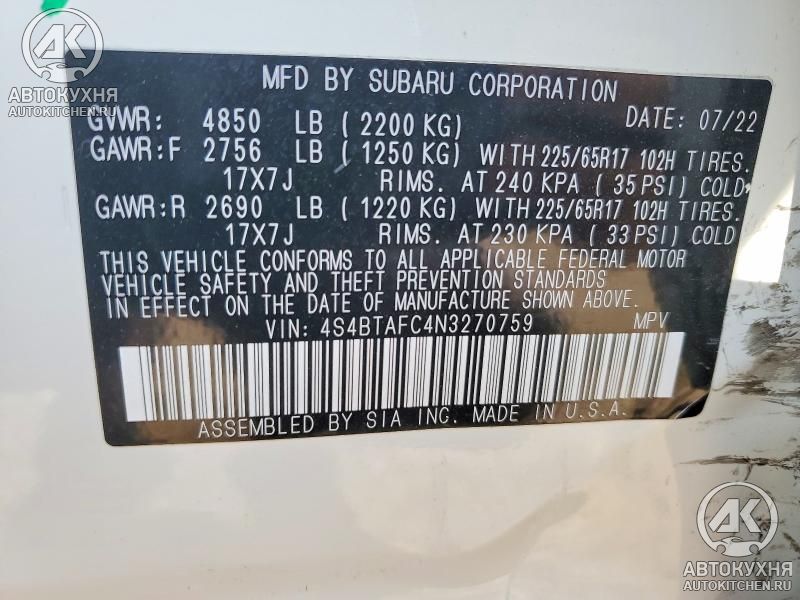 AK
АВТОКУХНЯ
AUTOKITCHEN.RU
MFD BY SUBARU CORPORATION
GVWR: 4850 LB (2200 KG) DATE: 07/22
GAWR:F 2756 LB (1250 KG) WITH 225/65R17 102H TIRES.
17X7J RIMS. AT 240 KPA (35 PSI) COLD.
GAWR:R 2690 LB (1220 KG) WITH 225/65R17 102H TIRES.
17X7J RIMS. AT 230 KPA (33 PSI) COLD
THIS VEHICLE CONFORMS TO ALL APPLICABLE FEDERAL MOTOR
VEHICLE SAFETY AND THEFT PREVENTION STANDARDS
IN EFFECT ON THE DATE OF MANUFACTURE SHOWN ABOVE.
VIN: 4S4BTAFC4N3270759 MPV
ASSEMBLED BY SIA INC. MADE IN U.S.A.
AK
АВТОКУХНЯ
AUTOKITCHEN.RU